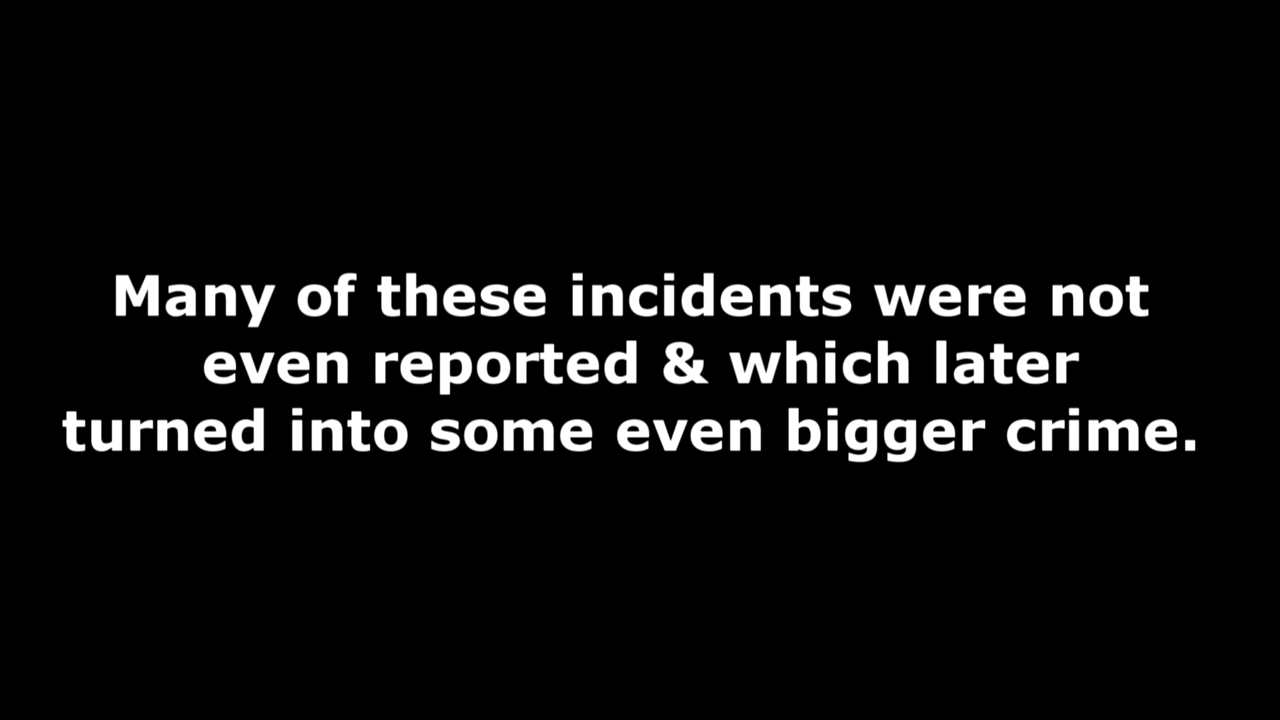 Many of these incidents were not
even reported & which later
turned into some even bigger crime.